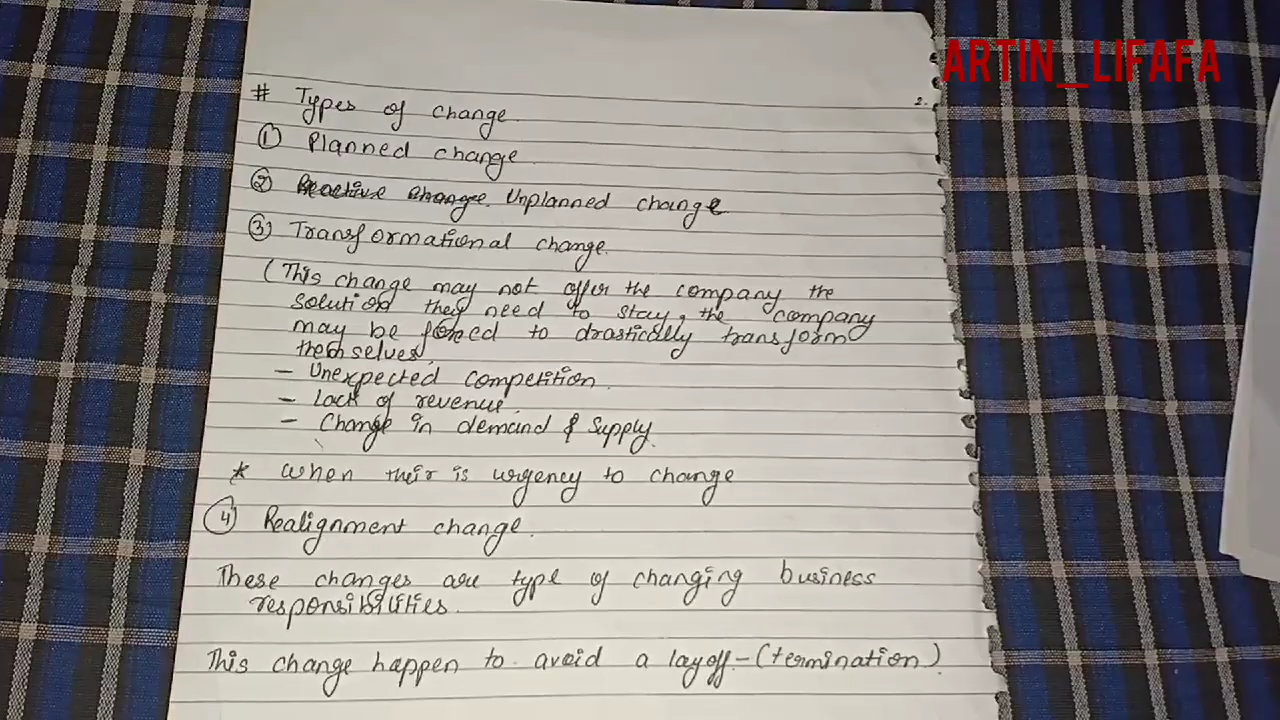 ARTIN_LIFAFA
2.
# Types of change
① Planned change
② Reactive change. Unplanned change
③ Transformational change.
(This change may not offer the company the
solution they need to stay, the company
may be forced to drastically transform
themselves.
- Unexpected competition.
- Lack of revenue.
- Change in demand & Supply.
* When their is urgency to change
④ Realignment change.
These changes are type of changing business
responsibilities.
This change happen to avoid a layoff.-(termination).